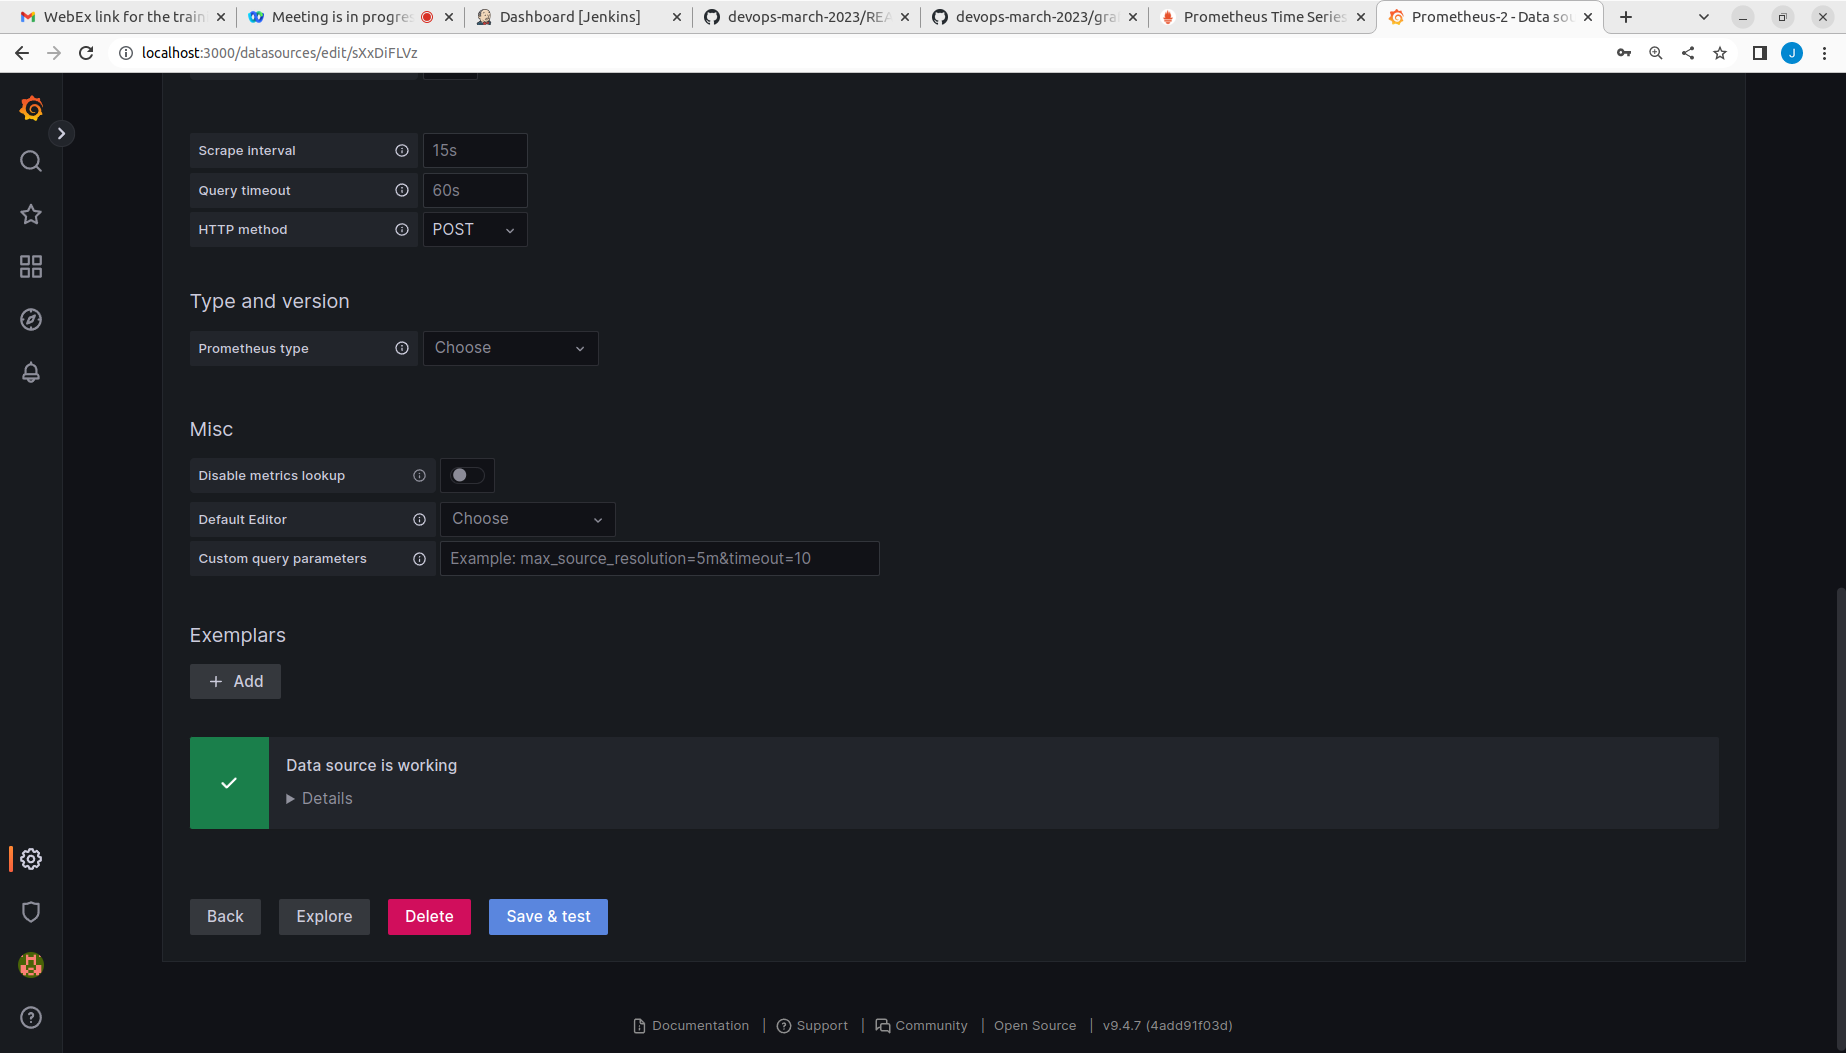 WebEx link for the train
Meeting is in progres
Dashboard [Jenkins]
devops-march-2023/REA
devops-march-2023/gra
Prometheus Time Series
Prometheus-2 - Data sou
localhost:3000/datasources/edit/sXxDiFLVz
J
Scrape interval
15s
Query timeout
60s
HTTP method
POST
Type and version
Prometheus type
Choose
Misc
Disable metrics lookup
Default Editor
Choose
Custom query parameters
Example: max_source_resolution=5m&timeout=10
Exemplars
+ Add
Data source is working
Details
Back
Explore
Delete
Save & test
Documentation | Support | Community | Open Source | v9.4.7 (4add91f03d)